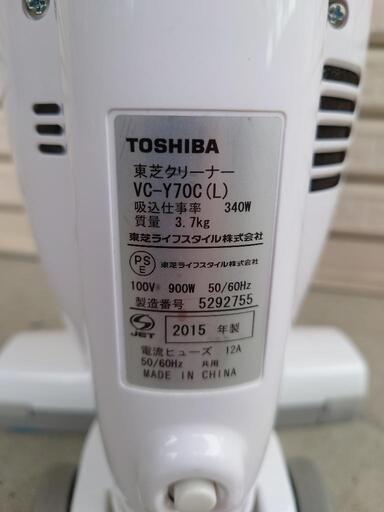 TOSHIBA
東芝クリーナー
VC-Y70C(L)
吸込仕事率 340W
質量 3.7kg
東芝ライフスタイル株式会社
PS E 東芝ライフスタイル株式会社
100V 900W 50/60Hz
製造番号 5292755
JET 2015 年製
電流ヒューズ 12A
50/60Hz 共用
MADE IN CHINA